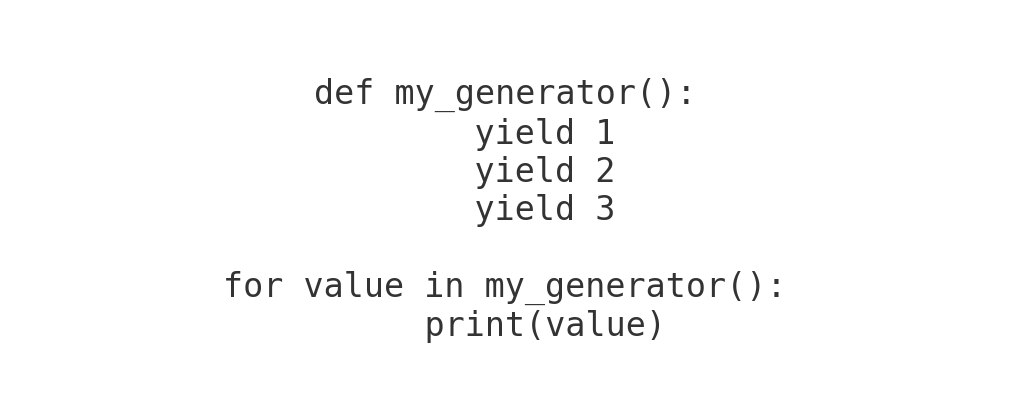 def my_generator():
    yield 1
    yield 2
    yield 3

for value in my_generator():
    print(value)